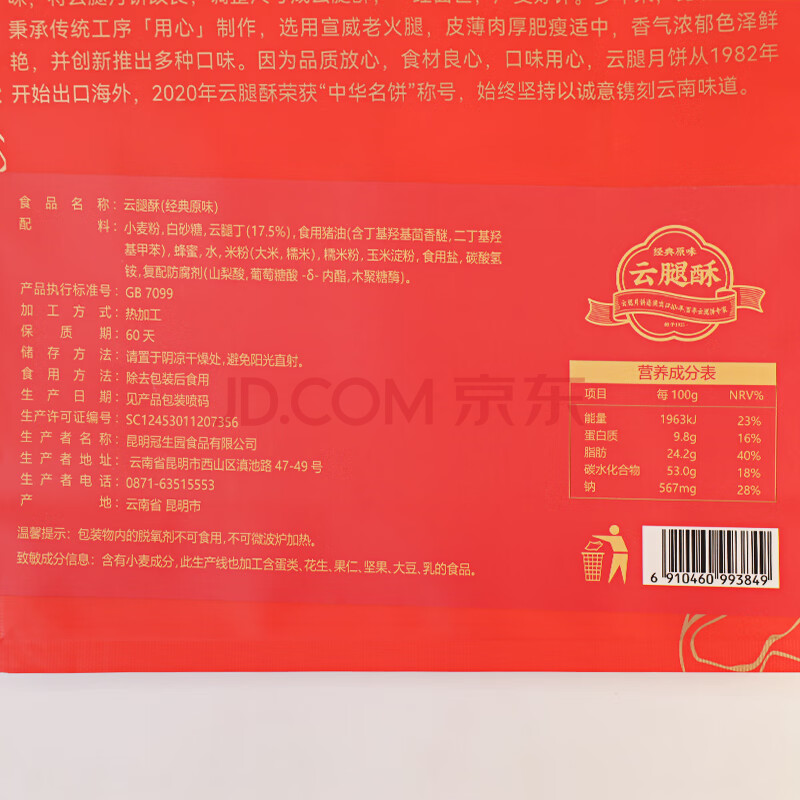 秉承传统工序「用心」制作，选用宣威老火腿，皮薄肉厚肥瘦适中，香气浓郁色泽鲜
艳，并创新推出多种口味。因为品质放心，食材良心，口味用心，云腿月饼从1982年
开始出口海外，2020年云腿酥荣获“中华名饼”称号，始终坚持以诚意镌刻云南味道。
食品名称：云腿酥(经典原味)
配料：小麦粉,白砂糖,云腿丁(17.5%),食用猪油(含丁基羟基茴香醚,二丁基羟
基甲苯),蜂蜜,水,米粉(大米,糯米),糯米粉,玉米淀粉,食用盐,碳酸氢
铵,复配防腐剂(山梨酸,葡萄糖酸-δ-内酯,木聚糖酶)。
产品执行标准号：GB 7099
加工方式：热加工
保质期：60天
储存方法：请置于阴凉干燥处,避免阳光直射。
食用方法：除去包装后食用
生产日期：见产品包装喷码
生产许可证编号：SC12453011207356
生产者名称：昆明冠生园食品有限公司
生产者地址：云南省昆明市西山区滇池路47-49号
生产者电话：0871-63515553
产地：云南省 昆明市
温馨提示：包装物内的脱氧剂不可食用,不可微波炉加热。
致敏成分信息：含有小麦成分,此生产线也加工含蛋类、花生、果仁、坚果、大豆、乳的食品。
经典原味
云腿酥
营养成分表
项目 每100g NRV%
能量 1963kJ 23%
蛋白质 9.8g 16%
脂肪 24.2g 40%
碳水化合物 53.0g 18%
钠 567mg 28%
6 910460 993849
JD.COM 京东